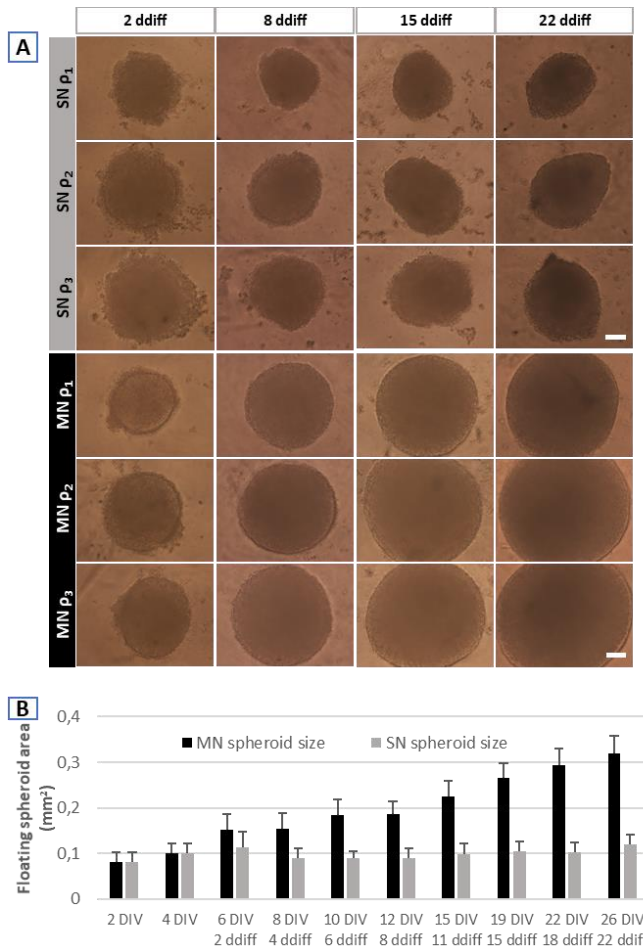 2 ddiff 8 ddiff 15 ddiff 22 ddiff
A
SN ρ1
SN ρ2
SN ρ3
MN ρ1
MN ρ2
MN ρ3
B
Floating spheroid area
(mm²)
0,4
0,3
0,2
0,1
0
MN spheroid size SN spheroid size
2 DIV 4 DIV 6 DIV 8 DIV 10 DIV 12 DIV 15 DIV 19 DIV 22 DIV 26 DIV
2 ddiff 4 ddiff 6 ddiff 8 ddiff 11 ddiff 15 ddiff 18 ddiff 22 ddiff